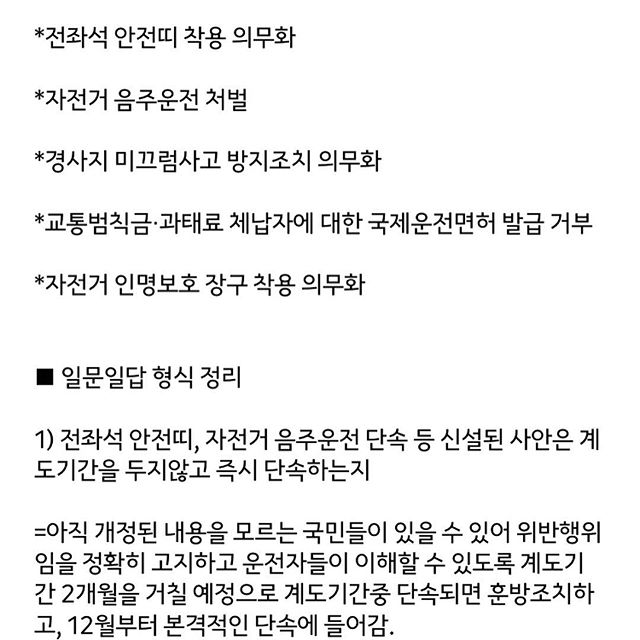 *전좌석 안전띠 착용 의무화
*자전거 음주운전 처벌
*경사지 미끄럼사고 방지조치 의무화
*교통범칙금·과태료 체납자에 대한 국제운전면허 발급 거부
*자전거 인명보호 장구 착용 의무화
■ 일문일답 형식 정리
1) 전좌석 안전띠, 자전거 음주운전 단속 등 신설된 사안은 계
도기간을 두지않고 즉시 단속하는지
=아직 개정된 내용을 모르는 국민들이 있을 수 있어 위반행위
임을 정확히 고지하고 운전자들이 이해할 수 있도록 계도기
간 2개월을 거칠 예정으로 계도기간중 단속되면 훈방조치하
고, 12월부터 본격적인 단속에 들어감.